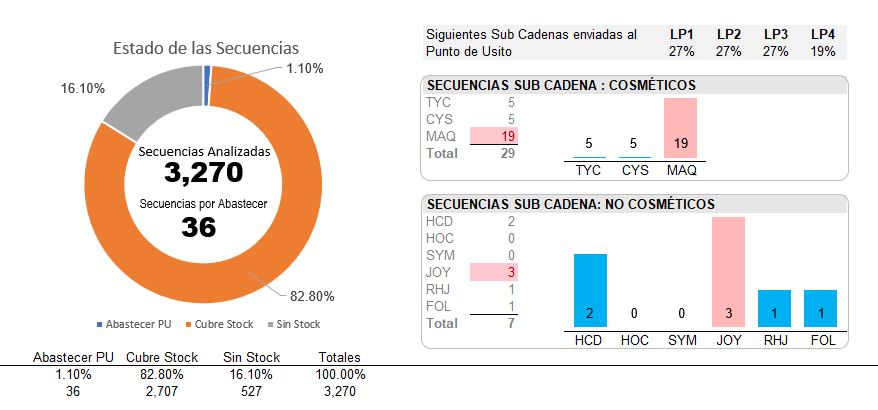 Estado de las Secuencias
1.10%
16.10%
Secuencias Analizadas
3,270
Secuencias por Abastecer
36
82.80%
Abastecer PU Cubre Stock Sin Stock
Abastecer PU Cubre Stock Sin Stock Totales
1.10% 82.80% 16.10% 100.00%
36 2,707 527 3,270
Siguientes Sub Cadenas enviadas al LP1 LP2 LP3 LP4
Punto de Usito 27% 27% 27% 19%
SECUENCIAS SUB CADENA : COSMÉTICOS
TYC 5
CYS 5
MAQ 19
Total 29
5 5 19
TYC CYS MAQ
SECUENCIAS SUB CADENA: NO COSMÉTICOS
HCD 2
HOC 0
SYM 0
JOY 3
RHJ 1
FOL 1
Total 7
2 0 0 3 1 1
HCD HOC SYM JOY RHJ FOL